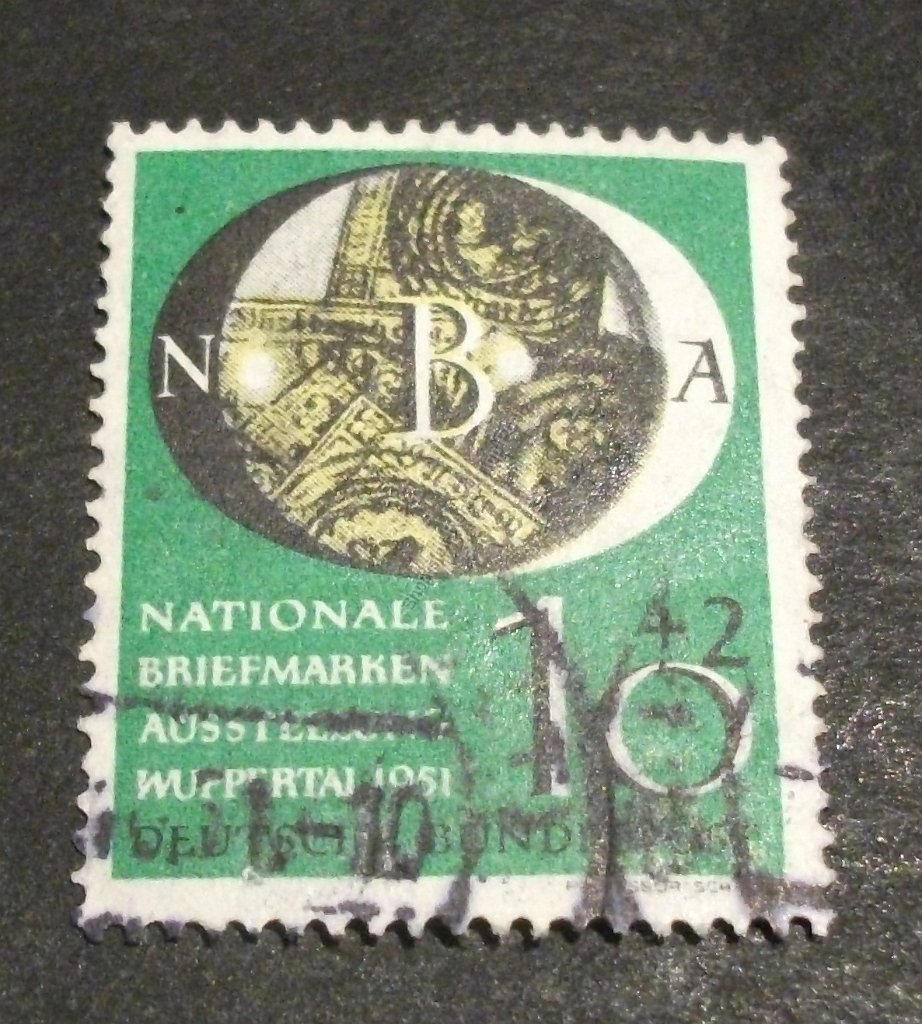 N B A
NATIONALE
BRIEFMARKEN
AUSSTELLUNG
WUPPERTAL 1951
10
+2
DEUTSCHE BUNDESPOST